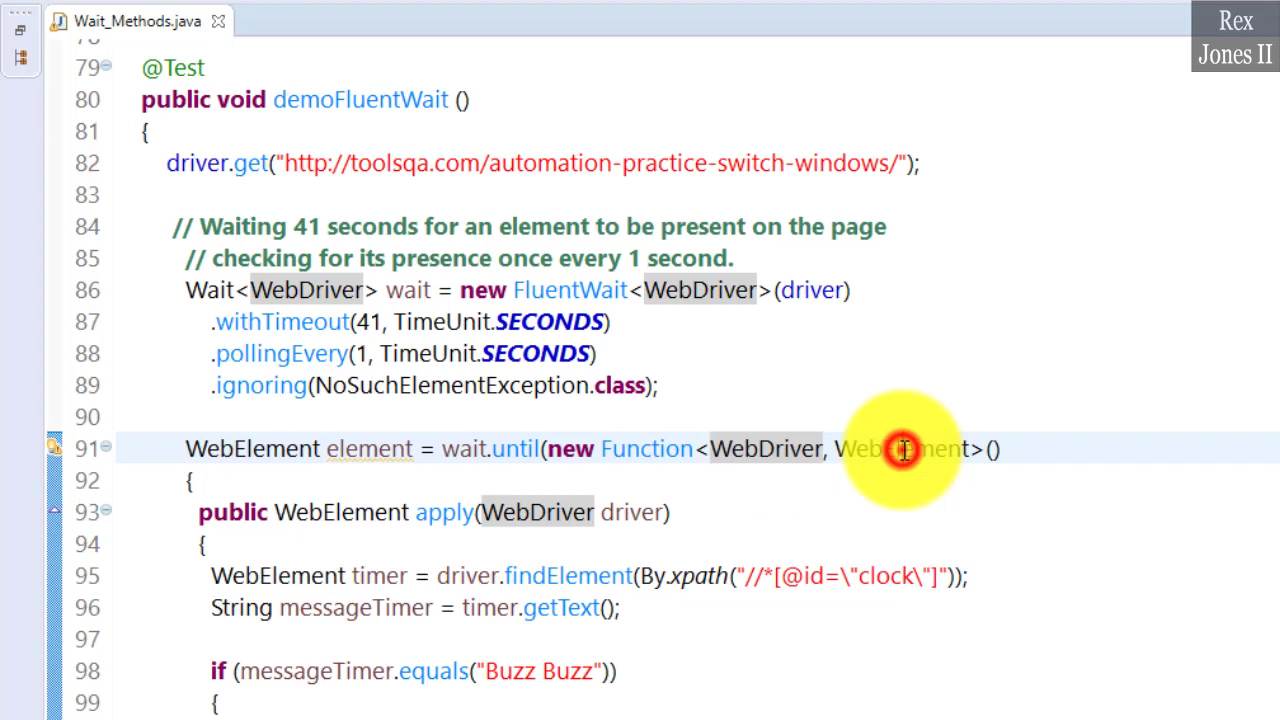 Wait_Methods.java
Rex
Jones II
79 @Test
80 public void demoFluentWait ()
81 {
82 driver.get("http://toolsqa.com/automation-practice-switch-windows/");
83
84 // Waiting 41 seconds for an element to be present on the page
85 // checking for its presence once every 1 second.
86 Wait<WebDriver> wait = new FluentWait<WebDriver>(driver)
87 .withTimeout(41, TimeUnit.SECONDS)
88 .pollingEvery(1, TimeUnit.SECONDS)
89 .ignoring(NoSuchElementException.class);
90
91 WebElement element = wait.until(new Function<WebDriver, WebElement>()
92 {
93 public WebElement apply(WebDriver driver)
94 {
95 WebElement timer = driver.findElement(By.xpath("//*[@id=\"clock\"]"));
96 String messageTimer = timer.getText();
97
98 if (messageTimer.equals("Buzz Buzz"))
99 {